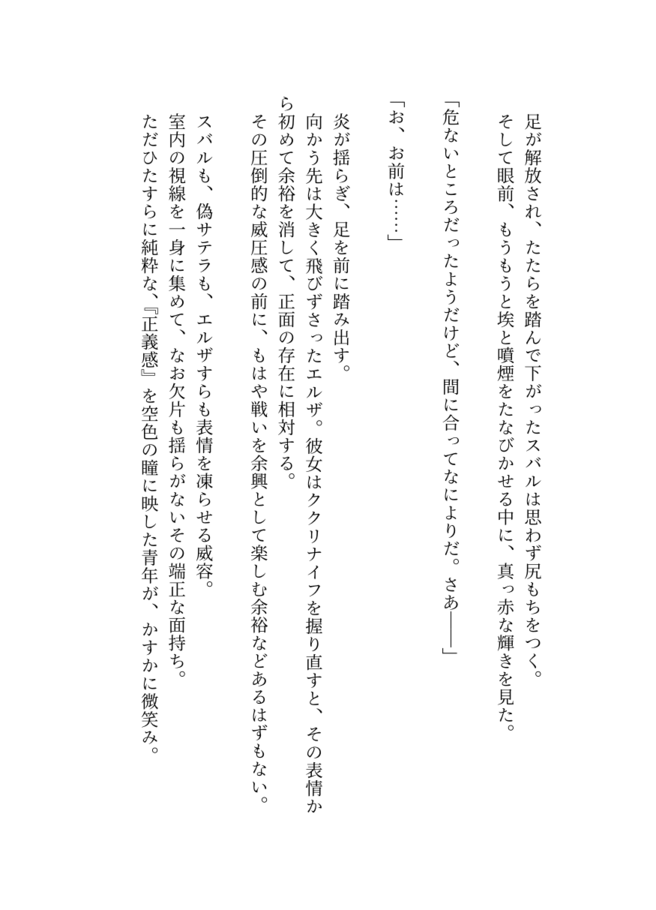 足が解放され、たたらを踏んで下がったスバルは思わず尻もちをつく。
そして眼前、もうもうと埃と噴煙をたなびかせる中に、真っ赤な輝きを見た。
「危ないところだったようだけど、間に合ってなによりだ。さあ――」
「お、お前は……」
炎が揺らぎ、足を前に踏み出す。
向かう先は大きく飛びずさったエルザ。彼女はククリナイフを握り直すと、その表情か
ら初めて余裕を消して、正面の存在に相対する。
その圧倒的な威圧感の前に、もはや戦いを余興として楽しむ余裕などあるはずもない。
スバルも、偽サテラも、エルザすらも表情を凍らせる威容。
室内の視線を一身に集めて、なお欠片も揺らがないその端正な面持ち。
ただひたすらに純粋な、『正義感』を空色の瞳に映した青年が、かすかに微笑み。